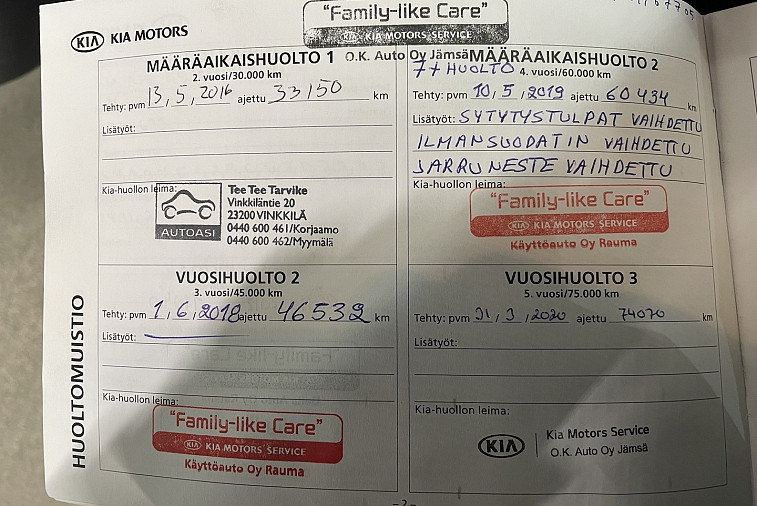 "Family-like Care"
KIA MOTORS SERVICE
O.K. Auto Oy Jämsä
KIA KIA MOTORS
HUOLTOMUISTIO
MÄÄRÄAIKAISHUOLTO 1
2. vuosi/30.000 km
Tehty: pvm 13,5,2016 ajettu 33150 km
Lisätyöt:
Kia-huollon leima:
AUTOASI
Tee Tee Tarvike
Vinkkiläntie 20
23200 VINKKILÄ
0440 600 461/Korjaamo
0440 600 462/Myymälä
MÄÄRÄAIKAISHUOLTO 2
7+ HUOLTO 4. vuosi/60.000 km
Tehty: pvm 10,5,2019 ajettu 60434 km
Lisätyöt: SYTYTYSTULPAT VAIHDETTU
ILMANSUODATIN VAIHDETTU
JARRUNESTE VAIHDETTU
Kia-huollon leima:
"Family-like Care"
KIA MOTORS SERVICE
Käyttöauto Oy Rauma
VUOSIHUOLTO 2
3. vuosi/45.000 km
Tehty: pvm 1,6,2018 ajettu 46532 km
Lisätyöt:
Kia-huollon leima:
"Family-like Care"
KIA MOTORS SERVICE
Käyttöauto Oy Rauma
VUOSIHUOLTO 3
5. vuosi/75.000 km
Tehty: pvm 31,3,2020 ajettu 74070 km
Lisätyöt:
Kia-huollon leima:
KIA Kia Motors Service
O.K. Auto Oy Jämsä
– 2 –